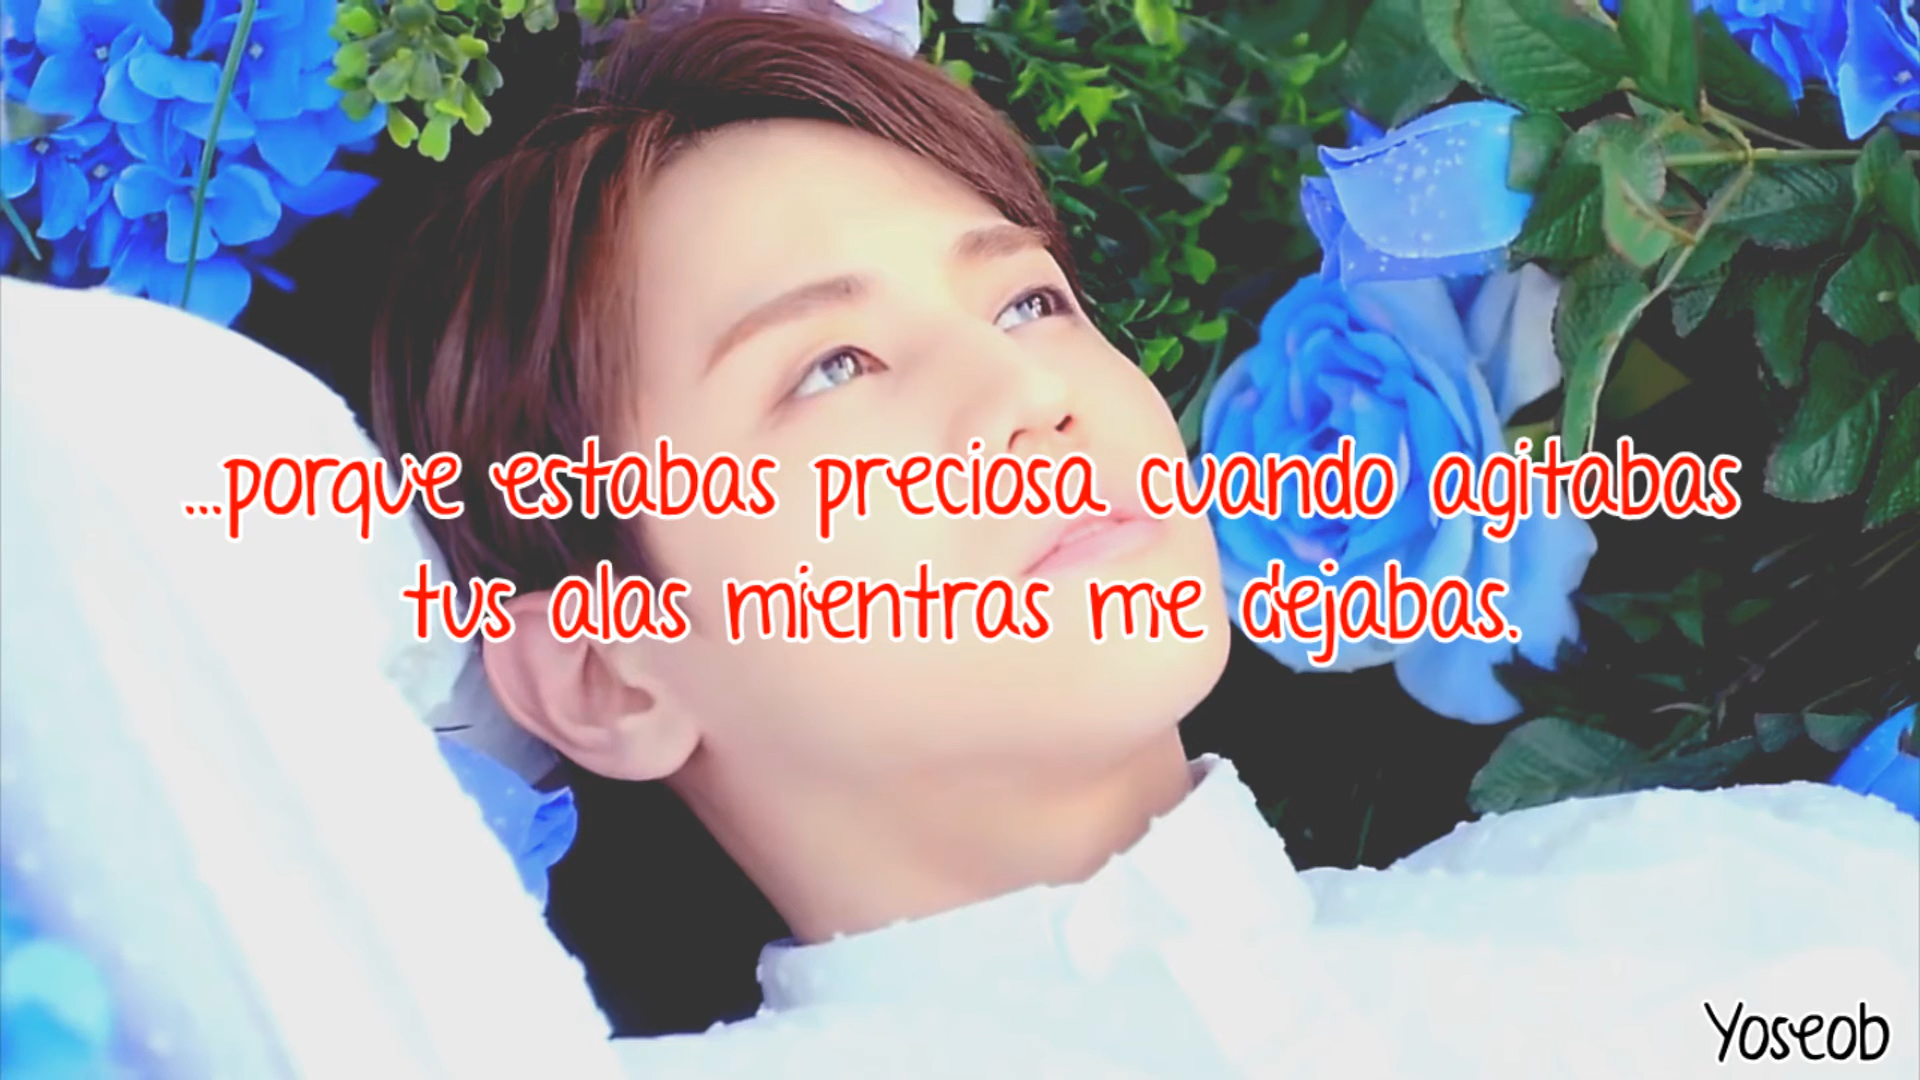 ...porque estabas preciosa cuando agitabas
tus alas mientras me dejabas.
Yoseob